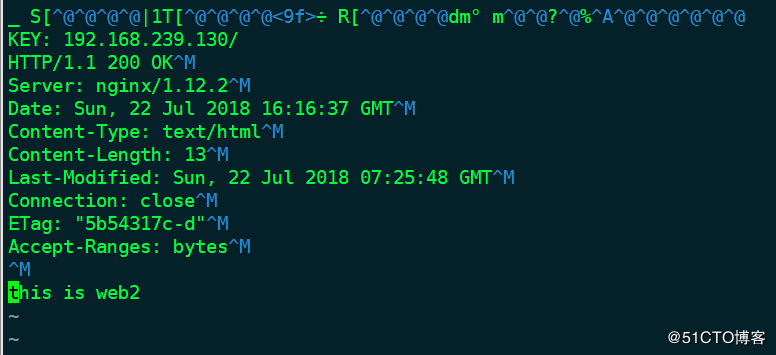 _ S[^@^@^@^@|1T[^@^@^@^@<9f>÷ R[^@^@^@^@dm° m^@^@?^@%^A^@^@^@^@^@^@
KEY: 192.168.239.130/
HTTP/1.1 200 OK^M
Server: nginx/1.12.2^M
Date: Sun, 22 Jul 2018 16:16:37 GMT^M
Content-Type: text/html^M
Content-Length: 13^M
Last-Modified: Sun, 22 Jul 2018 07:25:48 GMT^M
Connection: close^M
ETag: "5b54317c-d"^M
Accept-Ranges: bytes^M
^M
this is web2
~
~
@51CTO博客